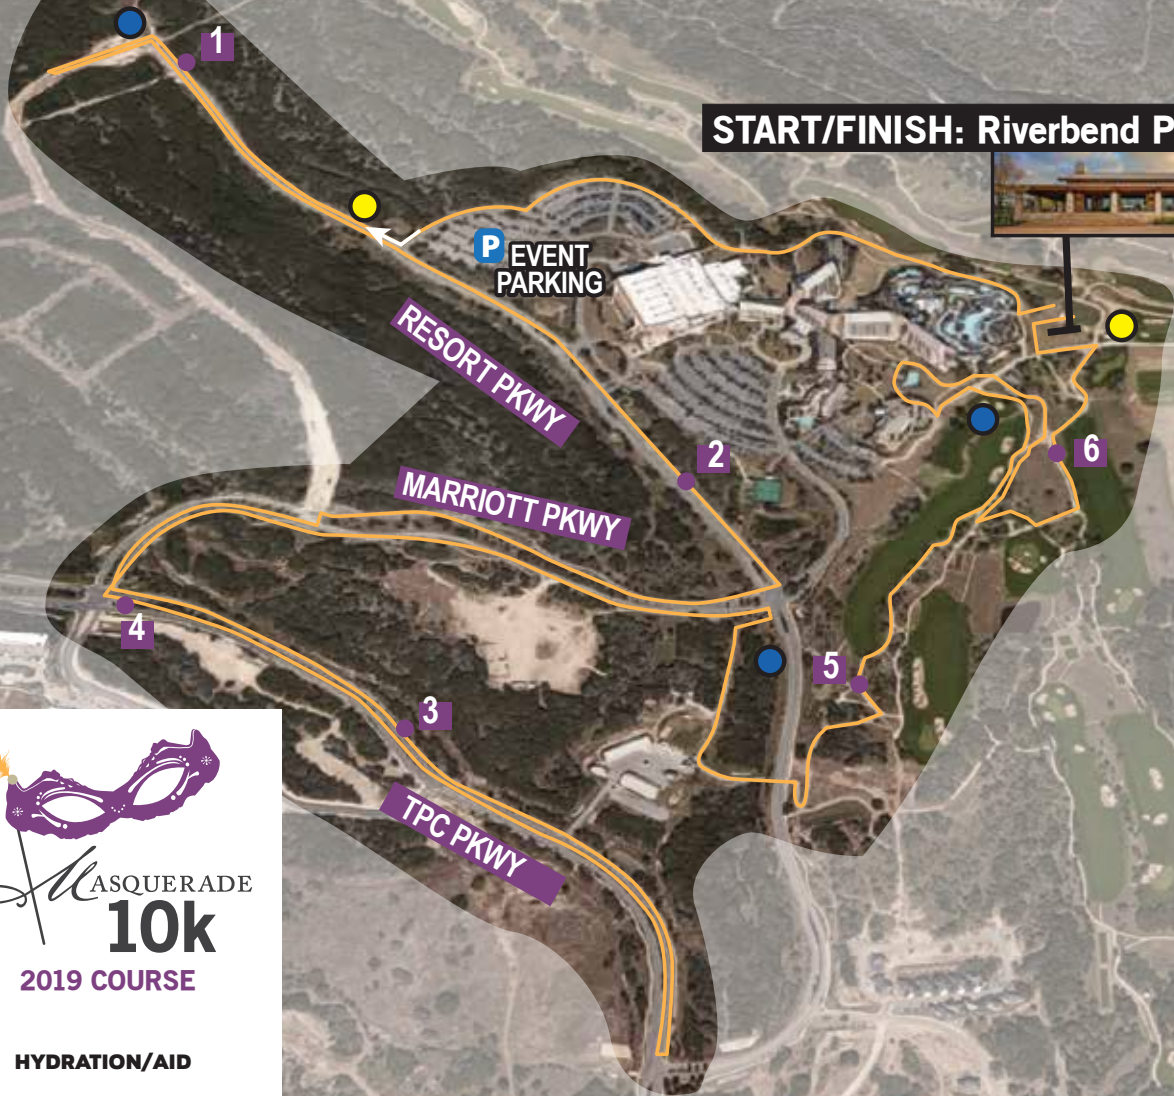 1
START/FINISH: Riverbend P
P
EVENT
PARKING
RESORT PKWY
2
6
MARRIOTT PKWY
4
5
3
TPC PKWY
MASQUERADE
10k
2019 COURSE
HYDRATION/AID